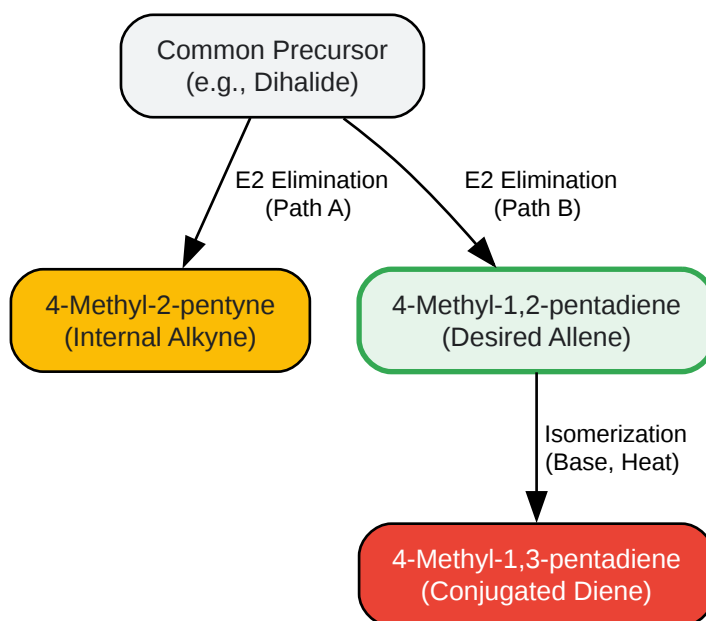 Common Precursor
(e.g., Dihalide)
E2 Elimination
(Path A)
E2 Elimination
(Path B)
4-Methyl-2-pentyne
(Internal Alkyne)
4-Methyl-1,2-pentadiene
(Desired Allene)
Isomerization
(Base, Heat)
4-Methyl-1,3-pentadiene
(Conjugated Diene)